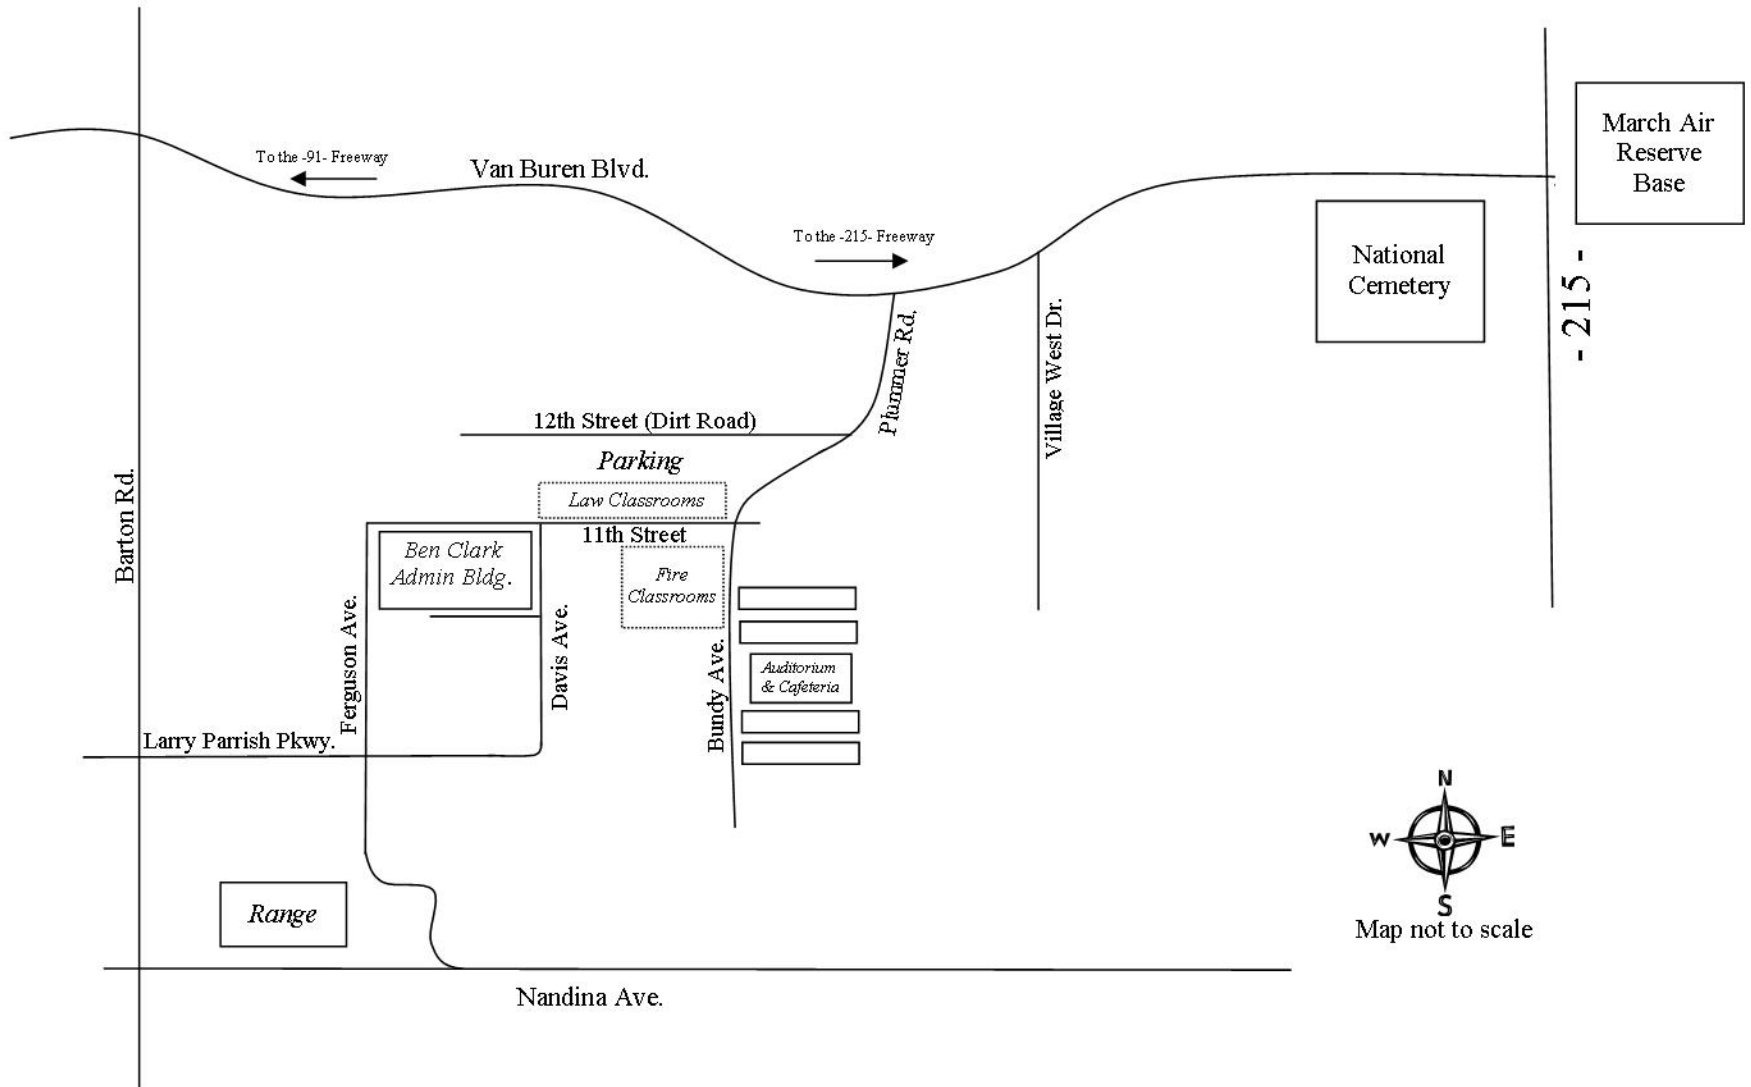 March Air
Reserve
Base
To the -91- Freeway
Van Buren Blvd.
To the -215- Freeway
National
Cemetery
- 215 -
Plummer Rd.
Village West Dr.
12th Street (Dirt Road)
Parking
Law Classrooms
Barton Rd.
11th Street
Ben Clark
Admin Bldg.
Fire
Classrooms
Ferguson Ave.
Davis Ave.
Bundy Ave.
Auditorium
& Cafeteria
Larry Parrish Pkwy.
N
W
E
S
Map not to scale
Range
Nandina Ave.